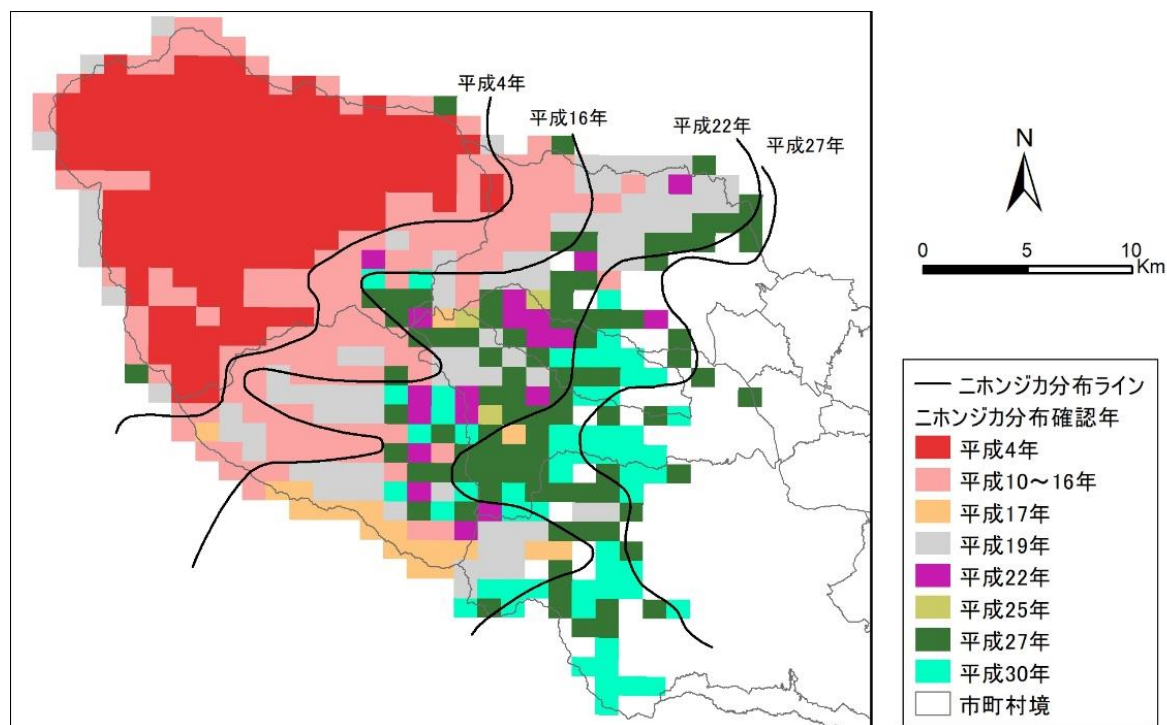 平成4年
平成16年
平成22年
平成27年
N
0 5 10
Km
ニホンジカ分布ライン
ニホンジカ分布確認年
平成4年
平成10～16年
平成17年
平成19年
平成22年
平成25年
平成27年
平成30年
市町村境